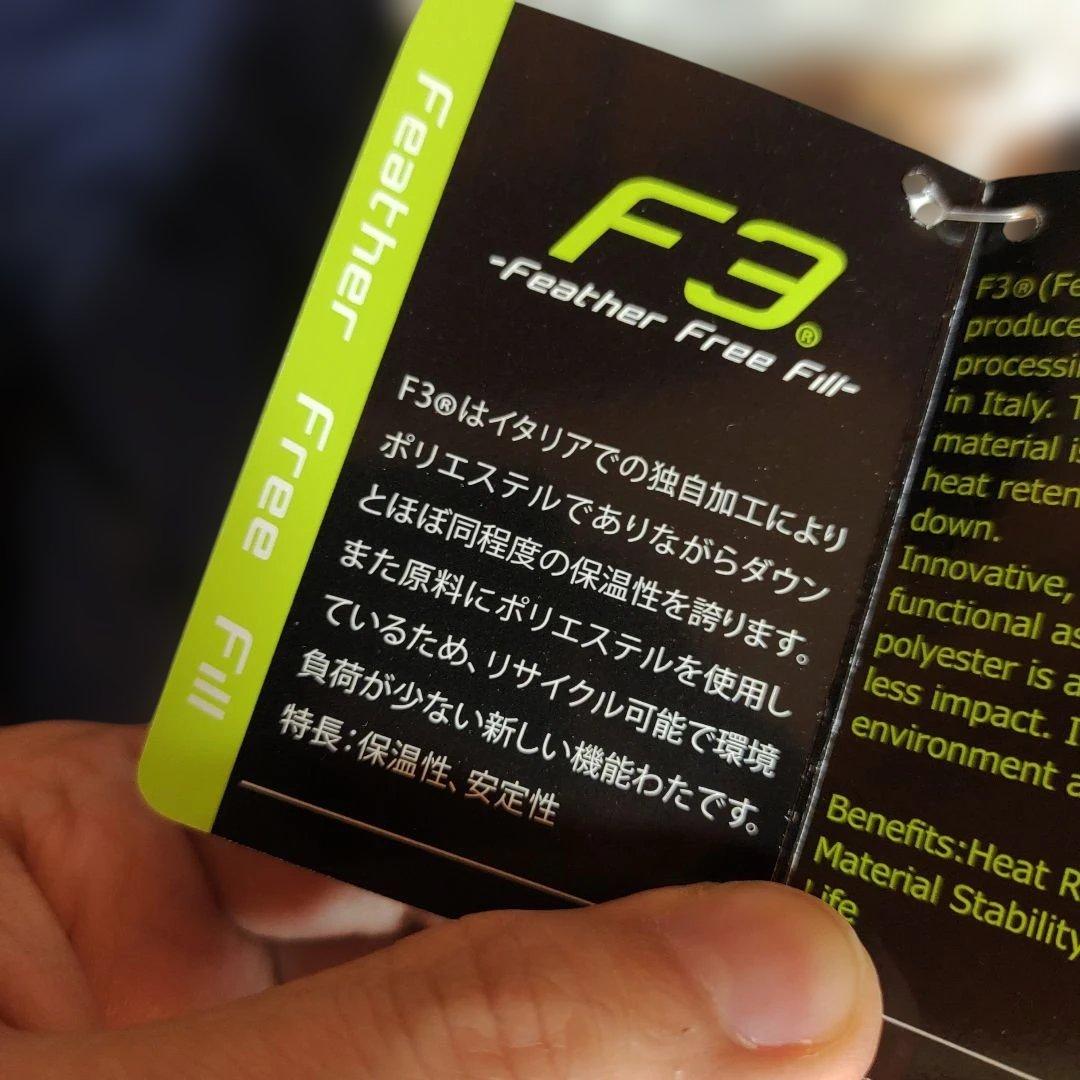 Feather Free Fill
F3®
-Feather Free Fill-
F3®はイタリアでの独自加工により
ポリエステルでありながらダウン
とほぼ同程度の保温性を誇ります。
また原料にポリエステルを使用し
ているため、リサイクル可能で環境
負荷が少ない新しい機能わたです。
特長：保温性、安定性
F3®(Fe
produce
processi
in Italy. T
material is
heat reten
down.
Innovative,
functional as
polyester is a
less impact. I
environment a
Benefits:Heat R
Material Stability
Life